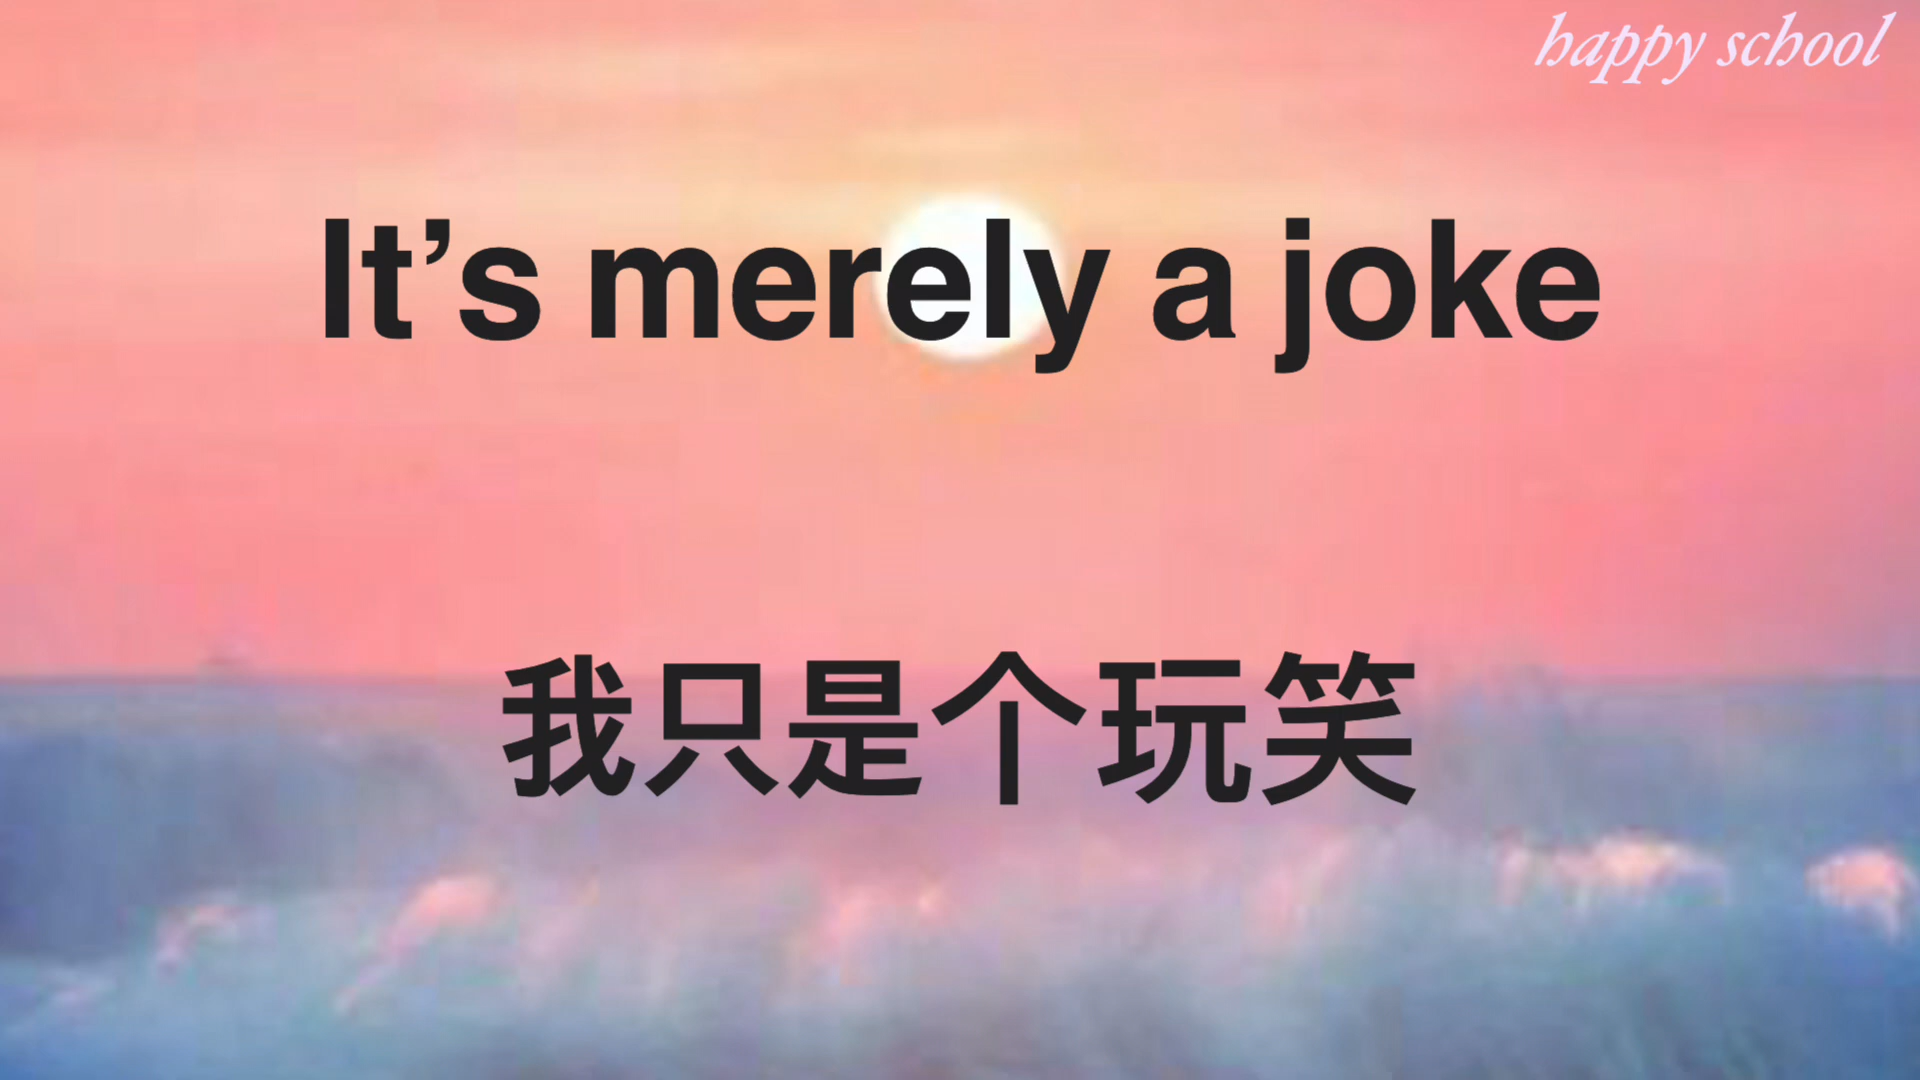 happy school
It’s merely a joke
我只是个玩笑